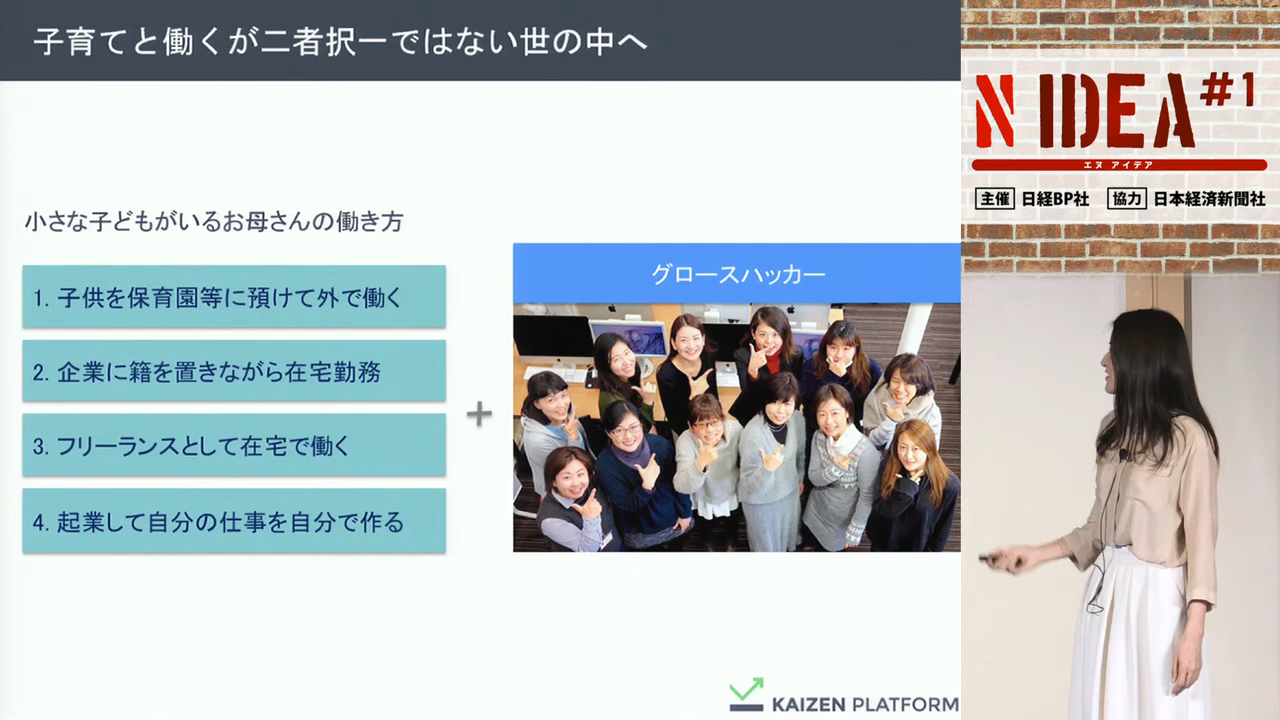 子育てと働くが二者択一ではない世の中へ
小さな子どもがいるお母さんの働き方
1. 子供を保育園等に預けて外で働く
2. 企業に籍を置きながら在宅勤務
3. フリーランスとして在宅で働く
4. 起業して自分の仕事を自分で作る
+
グロースハッカー
KAIZEN PLATFORM
N IDEA #1
エヌ アイデア
主催 日経BP社 協力 日本経済新聞社